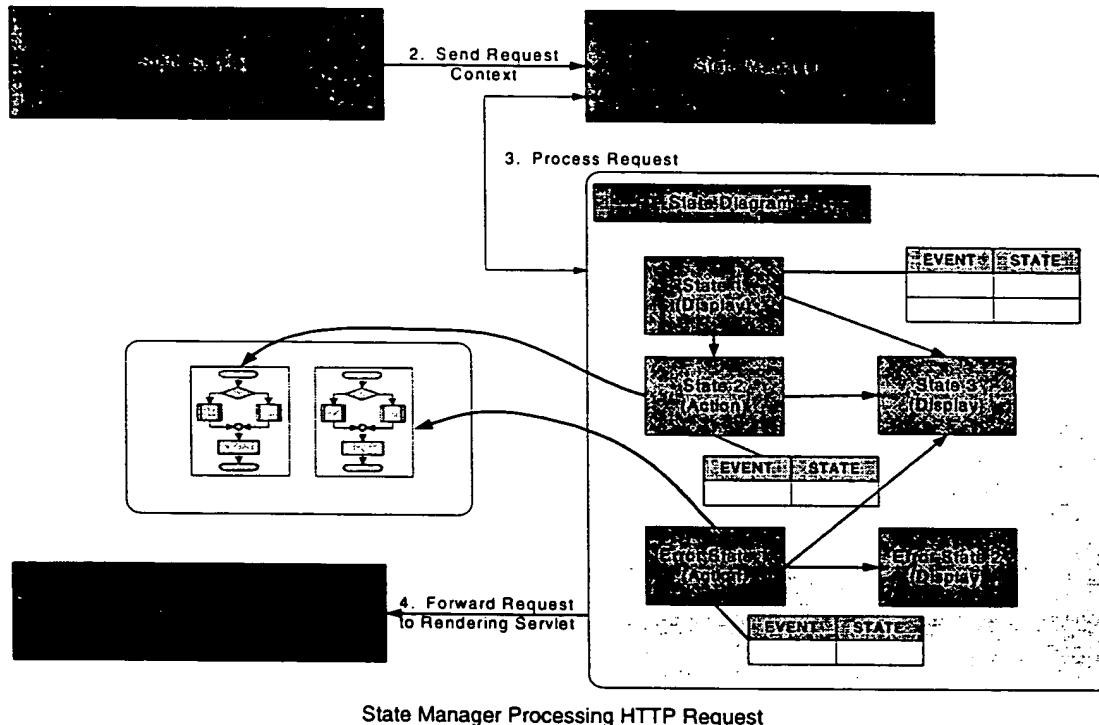 2. Send Request
Context
3. Process Request
State Diagram
EVENT STATE
State 1
(Display)
State 2
(Action)
State 3
(Display)
EVENT STATE
Error State 1
(Action)
Error State 2
(Display)
4. Forward Request
to Rendering Servlet
EVENT STATE
State Manager Processing HTTP Request